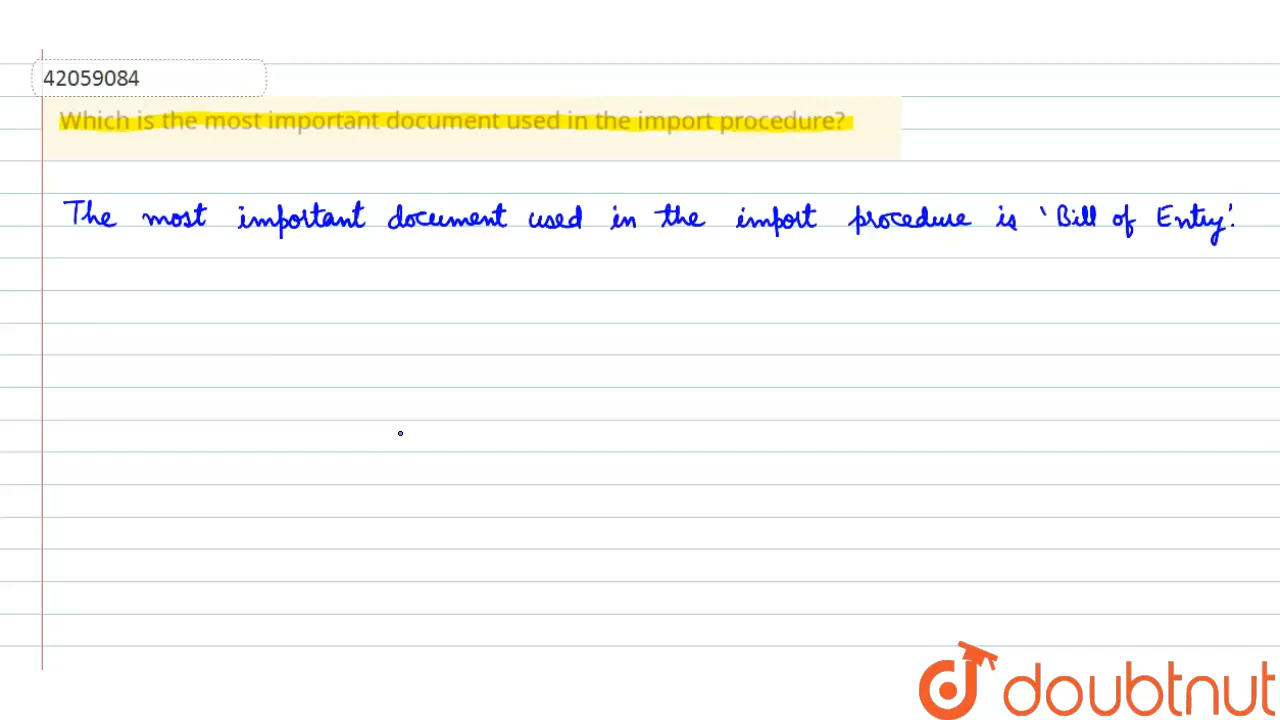 42059084
Which is the most important document used in the import procedure?
The most important document used in the import procedure is 'Bill of Entry'.
doubtnut